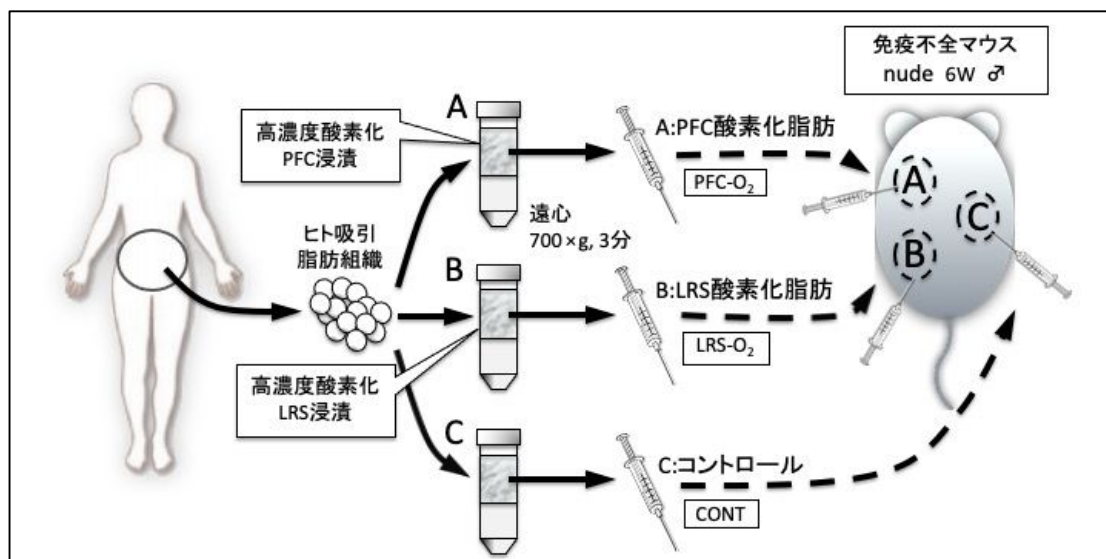 免疫不全マウス
nude 6W ♂
A
高濃度酸素化
PFC浸漬
A:PFC酸素化脂肪
PFC-O₂
遠心
700×g, 3分
ヒト吸引
脂肪組織
B
B:LRS酸素化脂肪
LRS-O₂
高濃度酸素化
LRS浸漬
C
C:コントロール
CONT
A
C
B